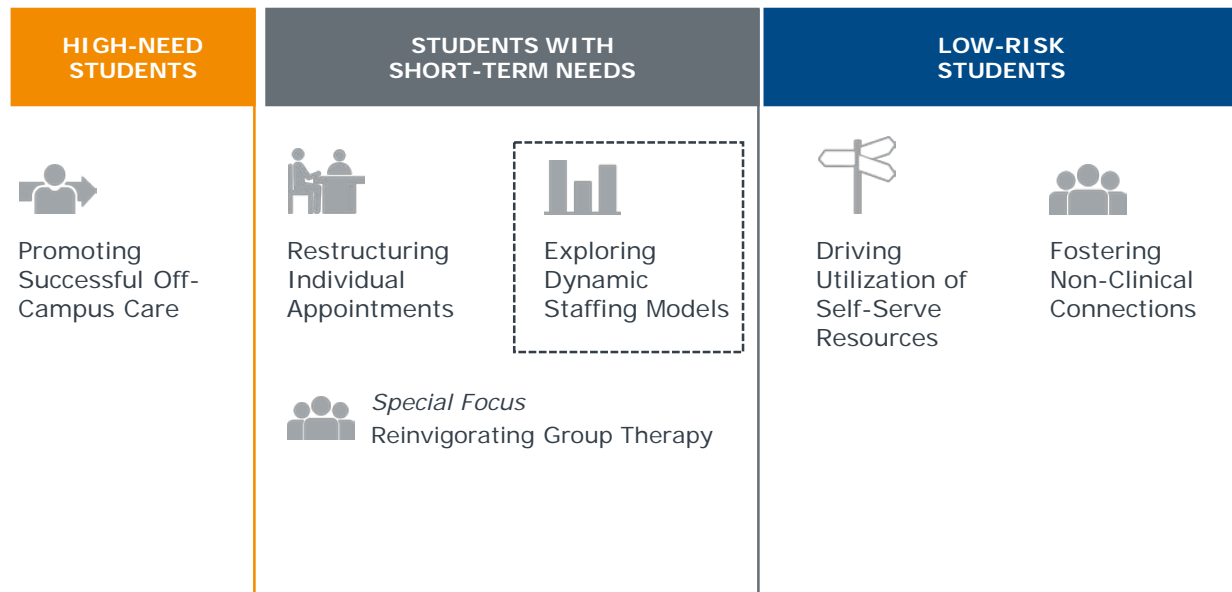 HIGH-NEED
STUDENTS
STUDENTS WITH
SHORT-TERM NEEDS
LOW-RISK
STUDENTS
Promoting
Successful Off-
Campus Care
Restructuring
Individual
Appointments
Exploring
Dynamic
Staffing Models
Special Focus
Reinvigorating Group Therapy
Driving
Utilization of
Self-Serve
Resources
Fostering
Non-Clinical
Connections